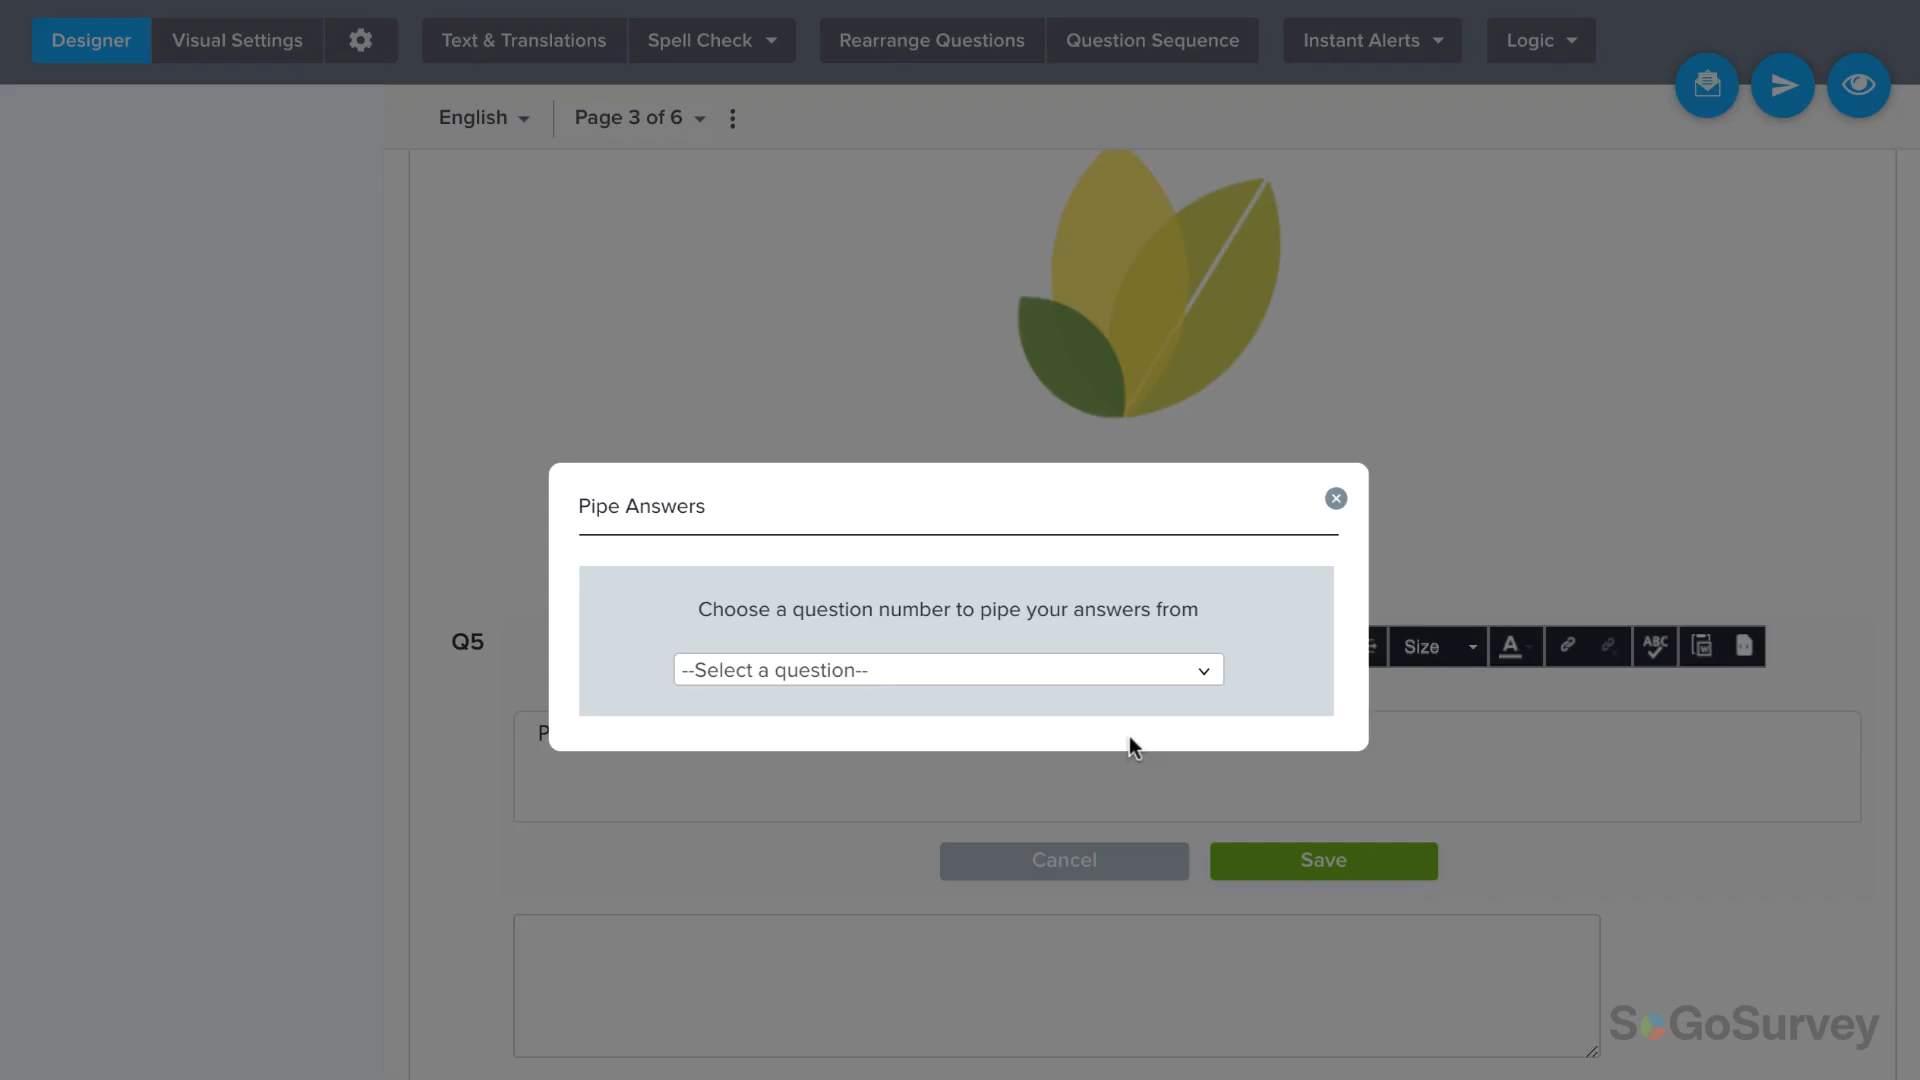 Designer
Visual Settings
Text & Translations
Spell Check
Rearrange Questions
Question Sequence
Instant Alerts
Logic
English
Page 3 of 6
Pipe Answers
Choose a question number to pipe your answers from
--Select a question--
Q5
Size
A
ABC
P
Cancel
Save
SoGoSurvey